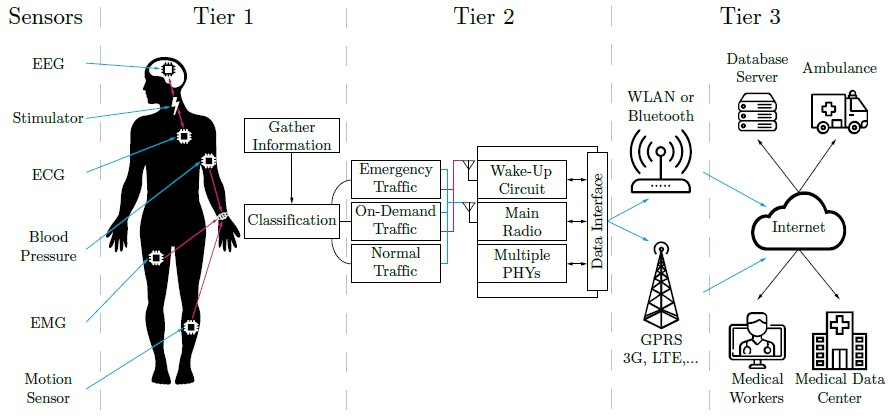 Sensors
Tier 1
Tier 2
Tier 3
EEG
Stimulator
ECG
Blood
Pressure
EMG
Motion
Sensor
Gather
Information
Classification
Emergency
Traffic
On-Demand
Traffic
Normal
Traffic
Wake-Up
Circuit
Main
Radio
Multiple
PHYs
Data Interface
WLAN or
Bluetooth
GPRS
3G, LTE,...
Database
Server
Ambulance
Internet
Medical
Workers
Medical Data
Center